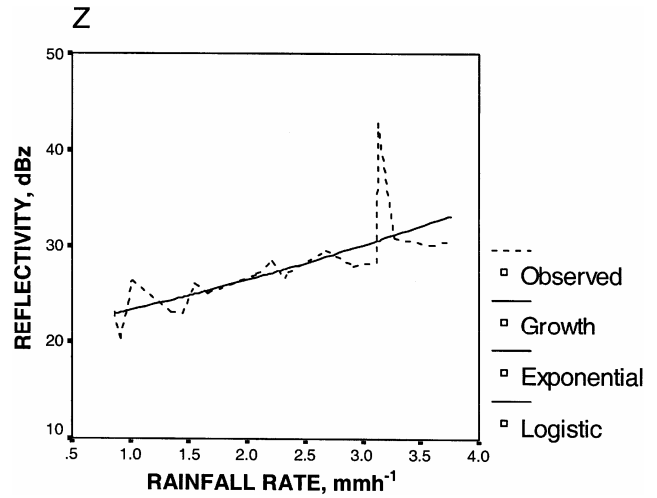 Z
50
40
30
20
10
REFLECTIVITY, dBz
.5 1.0 1.5 2.0 2.5 3.0 3.5 4.0
RAINFALL RATE, mmh-1
Observed
Growth
Exponential
Logistic